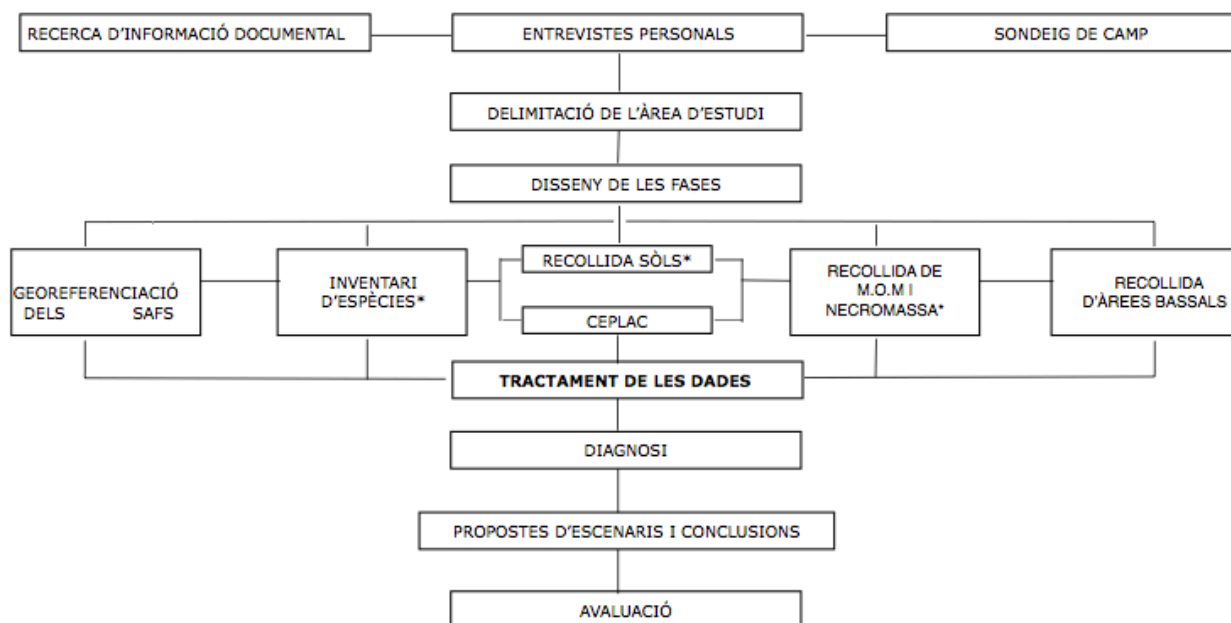 RECERCA D'INFORMACIÓ DOCUMENTAL
ENTREVISTES PERSONALS
SONDEIG DE CAMP
DELIMITACIÓ DE L'ÀREA D'ESTUDI
DISSENY DE LES FASES
GEOREFERENCIACIÓ
DELS SAFS
INVENTARI
D'ESPÈCIES*
RECOLLIDA SÒLS*
CEPLAC
RECOLLIDA DE
M.O.M I
NECROMASSA*
RECOLLIDA
D'ÀREES BASSALS
TRACTAMENT DE LES DADES
DIAGNOSI
PROPOSTES D'ESCENARIS I CONCLUSIONS
AVALUACIÓ